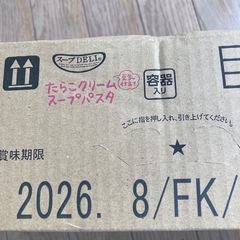 スープDELI®
たらこクリーム
スープパスタ
容器
入り
ここに指を押し入れ、引き上げてください。
賞味期限
2026. 8/FK/